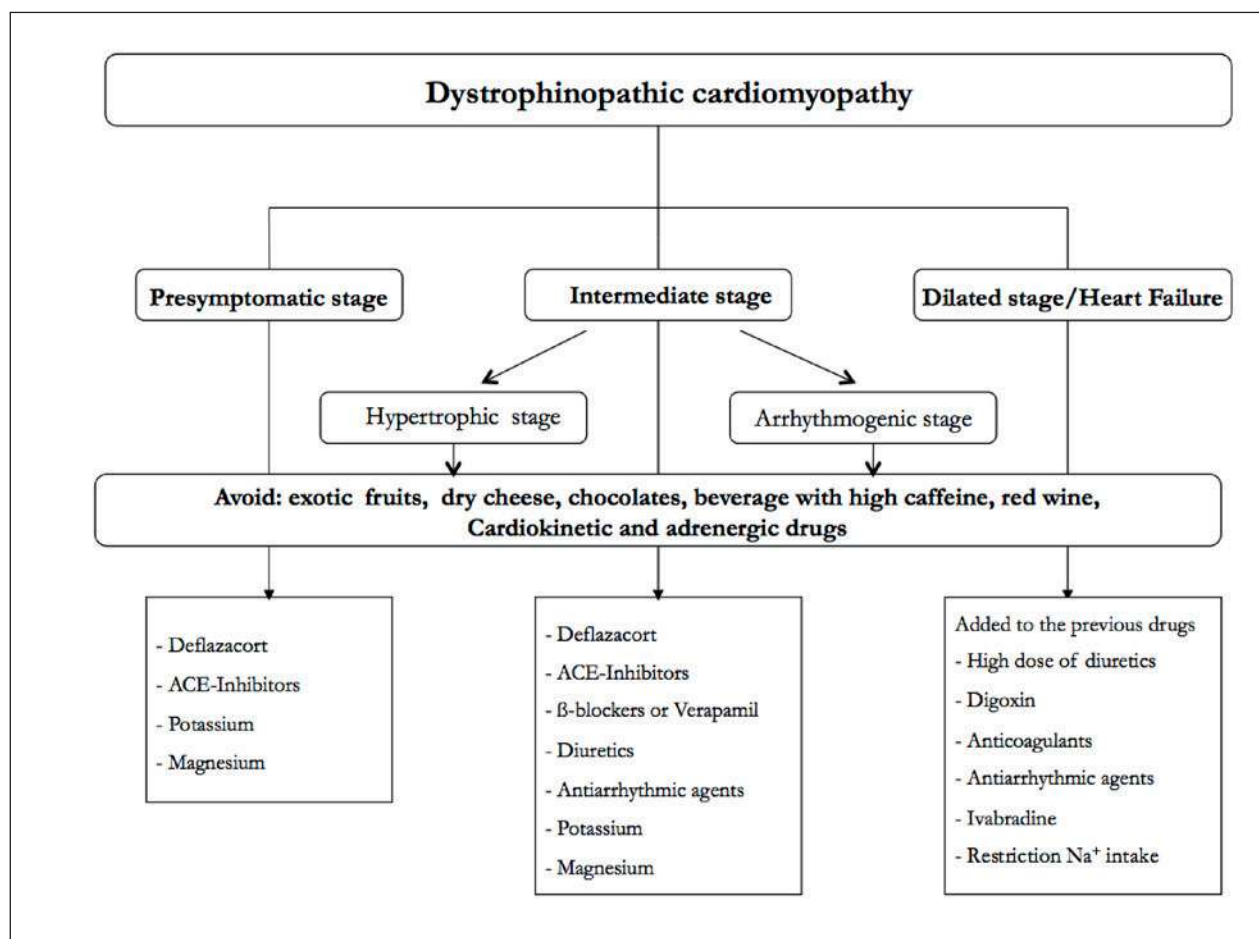 Dystrophinopathic cardiomyopathy
Presymptomatic stage
Intermediate stage
Dilated stage/Heart Failure
Hypertrophic stage
Arrhythmogenic stage
Avoid: exotic fruits, dry cheese, chocolates, beverage with high caffeine, red wine,
Cardiokinetic and adrenergic drugs
- Deflazacort
- ACE-Inhibitors
- Potassium
- Magnesium
- Deflazacort
- ACE-Inhibitors
- ß-blockers or Verapamil
- Diuretics
- Antiarrhythmic agents
- Potassium
- Magnesium
Added to the previous drugs
- High dose of diuretics
- Digoxin
- Anticoagulants
- Antiarrhythmic agents
- Ivabradine
- Restriction Na⁺ intake